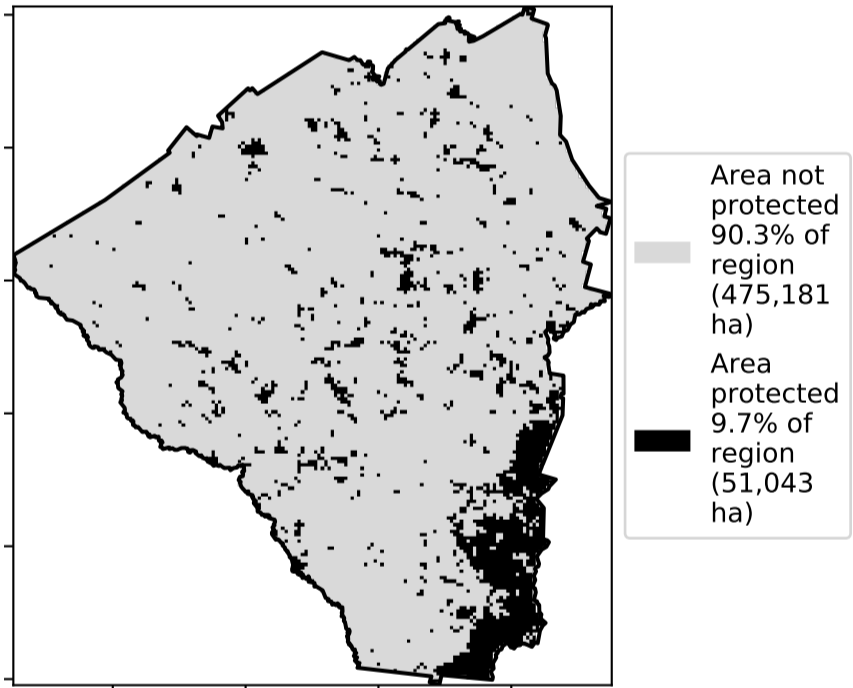 Area not
protected
90.3% of
region
(475,181
ha)
Area
protected
9.7% of
region
(51,043
ha)